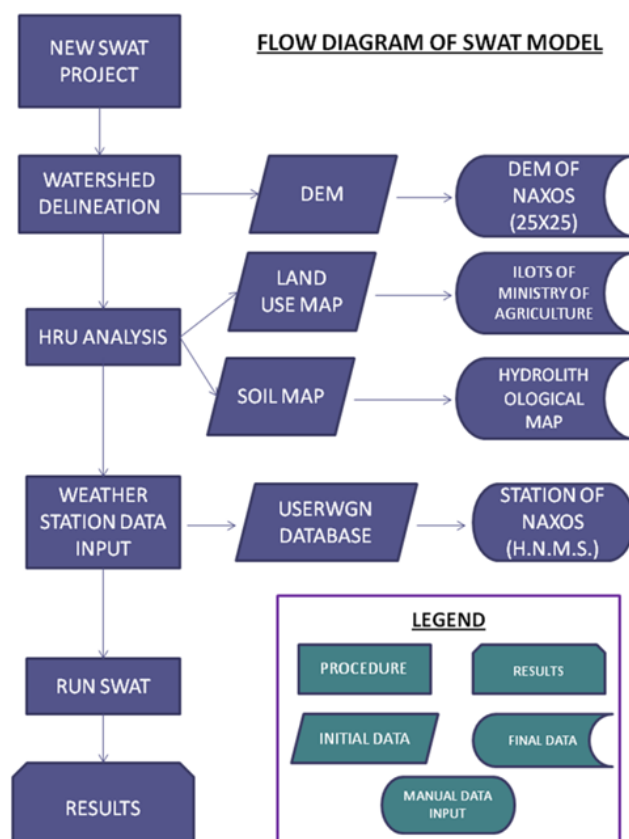 FLOW DIAGRAM OF SWAT MODEL
NEW SWAT
PROJECT
WATERSHED
DELINEATION
DEM
DEM OF
NAXOS
(25X25)
HRU ANALYSIS
LAND
USE MAP
ILOTS OF
MINISTRY OF
AGRICULTURE
SOIL MAP
HYDROLITH
OLOGICAL
MAP
WEATHER
STATION DATA
INPUT
USERWGN
DATABASE
STATION OF
NAXOS
(H.N.M.S.)
RUN SWAT
RESULTS
LEGEND
PROCEDURE
RESULTS
INITIAL DATA
FINAL DATA
MANUAL DATA
INPUT